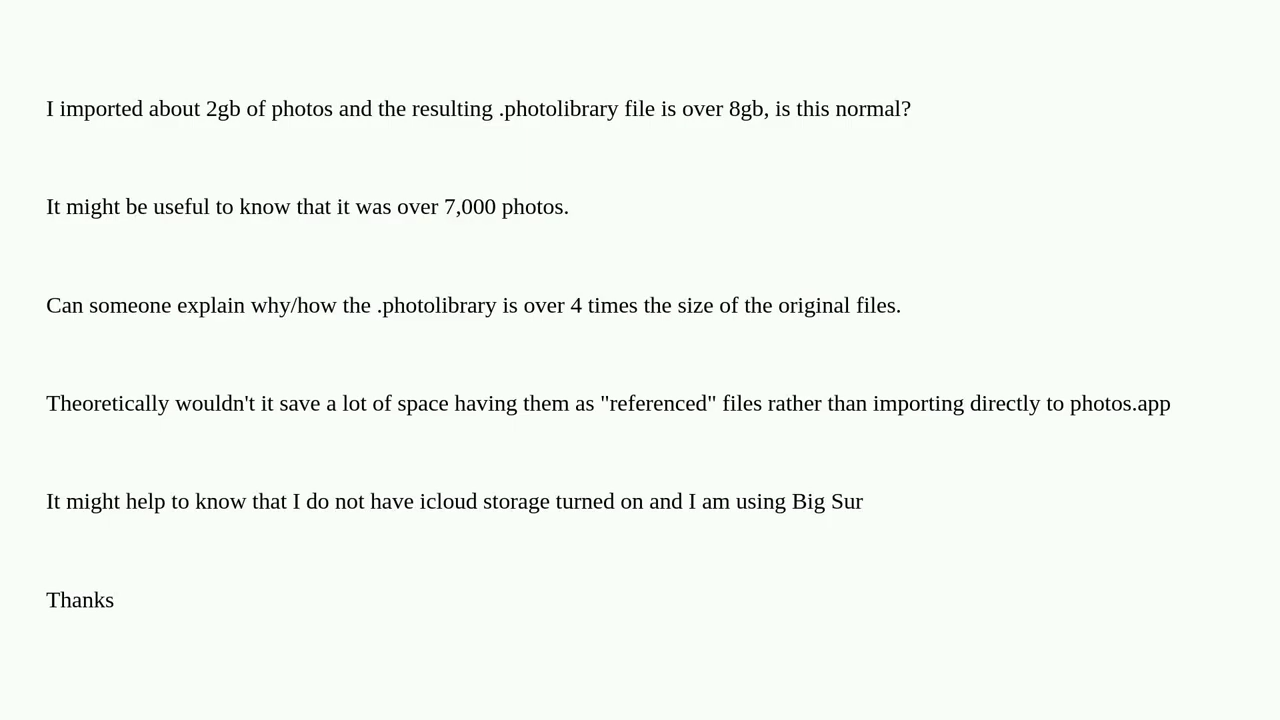 I imported about 2gb of photos and the resulting .photolibrary file is over 8gb, is this normal?
It might be useful to know that it was over 7,000 photos.
Can someone explain why/how the .photolibrary is over 4 times the size of the original files.
Theoretically wouldn't it save a lot of space having them as "referenced" files rather than importing directly to photos.app
It might help to know that I do not have icloud storage turned on and I am using Big Sur
Thanks